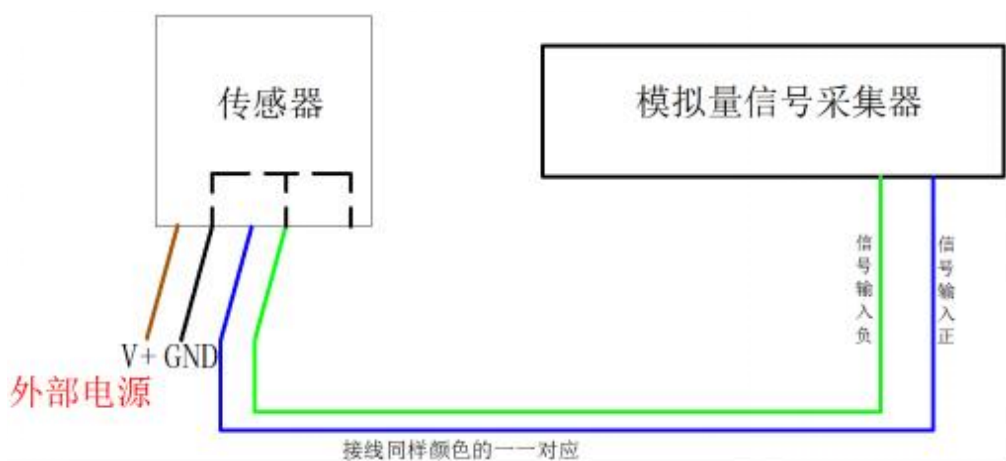 传感器
模拟量信号采集器
信号输入负
信号输入正
V+ GND
外部电源
接线同样颜色的一一对应